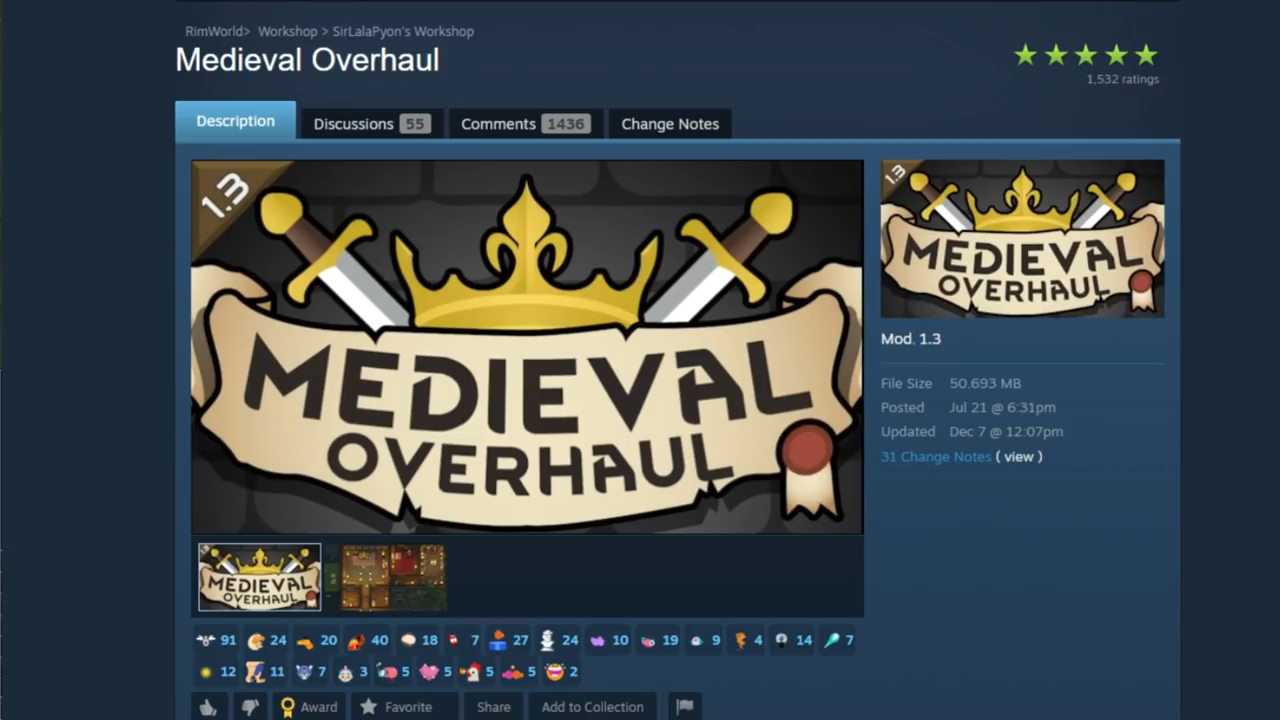 RimWorld> Workshop > SirLalaPyon's Workshop
Medieval Overhaul
1,532 ratings
Description
Discussions 55
Comments 1436
Change Notes
1.3
MEDIEVAL
OVERHAUL
1.3
MEDIEVAL
OVERHAUL
Mod. 1.3
File Size 50.693 MB
Posted Jul 21 @ 6:31pm
Updated Dec 7 @ 12:07pm
31 Change Notes ( view )
MEDIEVAL
OVERHAUL
91 24 20 40 18 7 27 24 10 19 9 4 14 7
12 11 7 3 5 5 5 5 2
Award Favorite Share Add to Collection